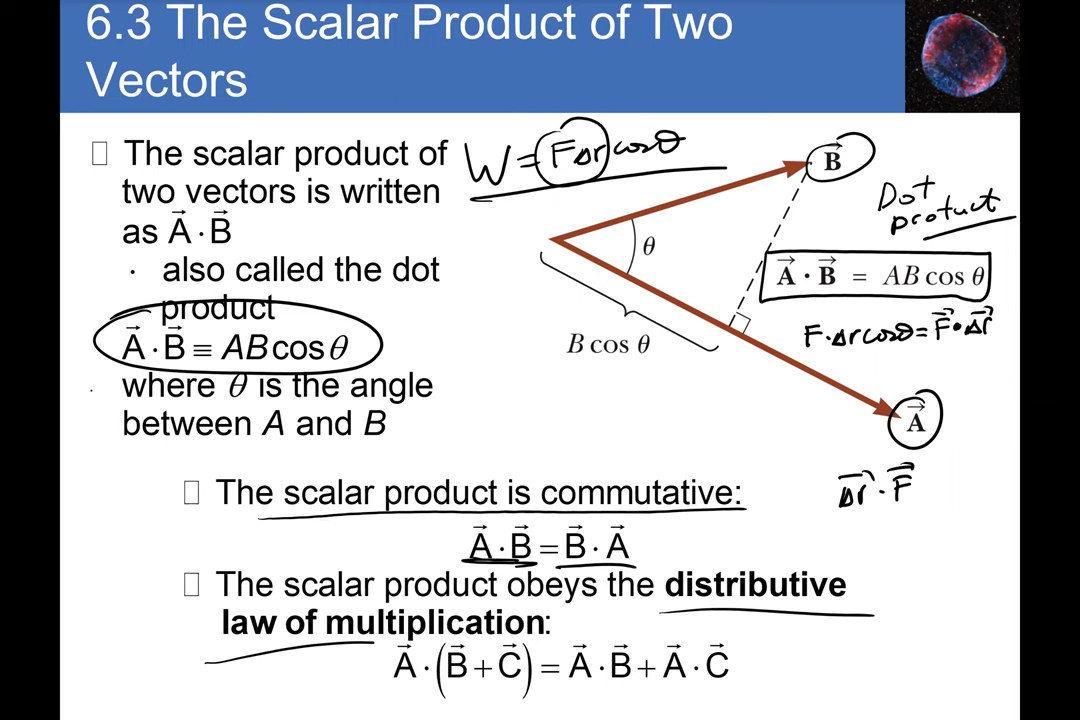 6.3 The Scalar Product of Two
Vectors
The scalar product of
two vectors is written
as A⃗ · B⃗
· also called the dot
product
A⃗ · B⃗ ≡ AB cos θ
where θ is the angle
between A and B
W = FΔr cosθ
B⃗
Dot
product
θ
A⃗ · B⃗ = AB cos θ
B cos θ
F·Δr cosθ = F⃗ · Δr⃗
A⃗
Δr⃗ · F⃗
The scalar product is commutative:
A⃗ · B⃗ = B⃗ · A⃗
The scalar product obeys the distributive
law of multiplication:
A⃗ · (B⃗ + C⃗) = A⃗ · B⃗ + A⃗ · C⃗